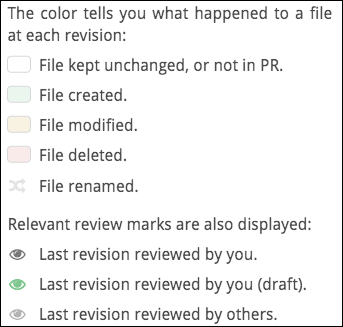 The color tells you what happened to a file
at each revision:
File kept unchanged, or not in PR.
File created.
File modified.
File deleted.
File renamed.
Relevant review marks are also displayed:
Last revision reviewed by you.
Last revision reviewed by you (draft).
Last revision reviewed by others.